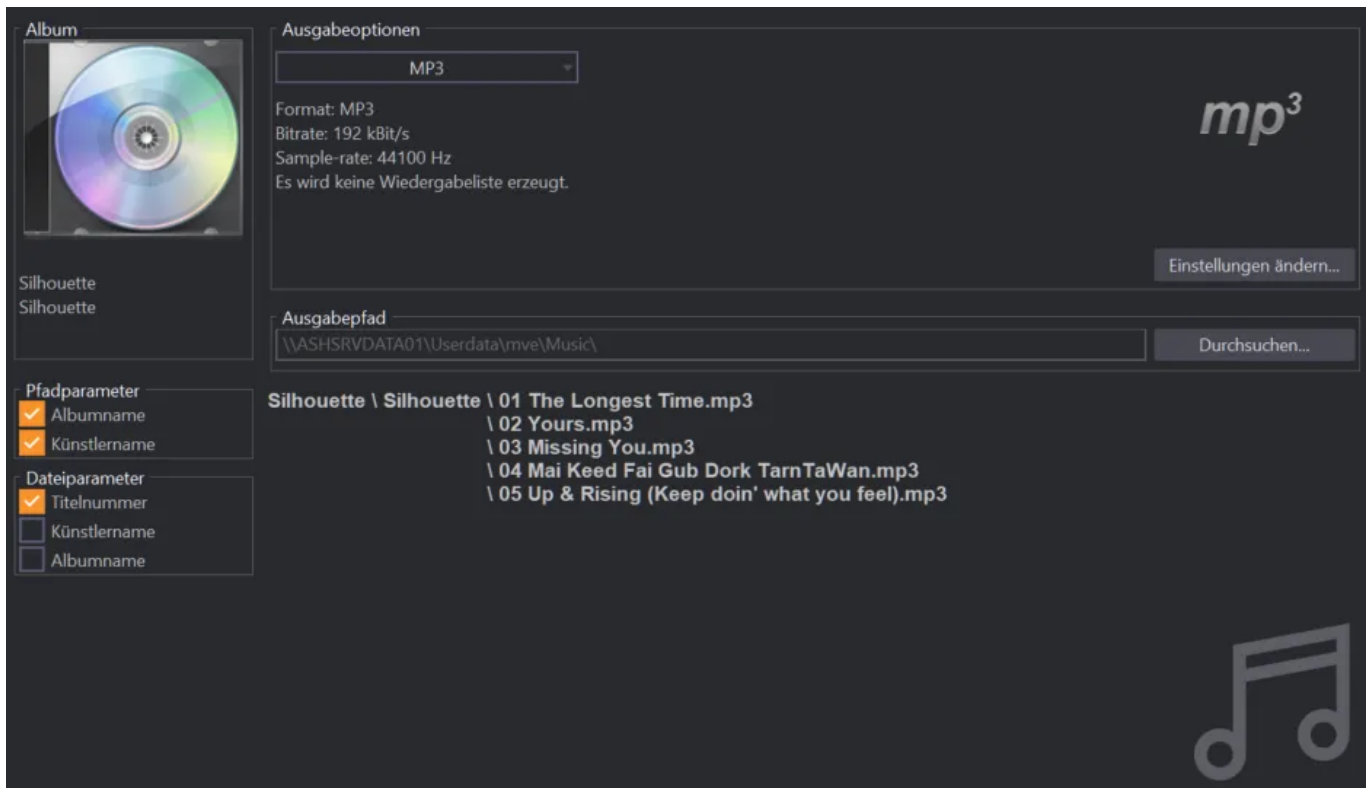 Album
Silhouette
Silhouette
Pfadparameter
Albumname
Künstlername
Dateiparameter
Titelnummer
Künstlername
Albumname
Ausgabeoptionen
MP3
Format: MP3
Bitrate: 192 kBit/s
Sample-rate: 44100 Hz
Es wird keine Wiedergabeliste erzeugt.
mp3
Einstellungen ändern...
Ausgabepfad
\\ASHSRVDATA01\Userdata\mve\Music\
Durchsuchen...
Silhouette \ Silhouette \ 01 The Longest Time.mp3
\ 02 Yours.mp3
\ 03 Missing You.mp3
\ 04 Mai Keed Fai Gub Dork TarnTaWan.mp3
\ 05 Up & Rising (Keep doin' what you feel).mp3